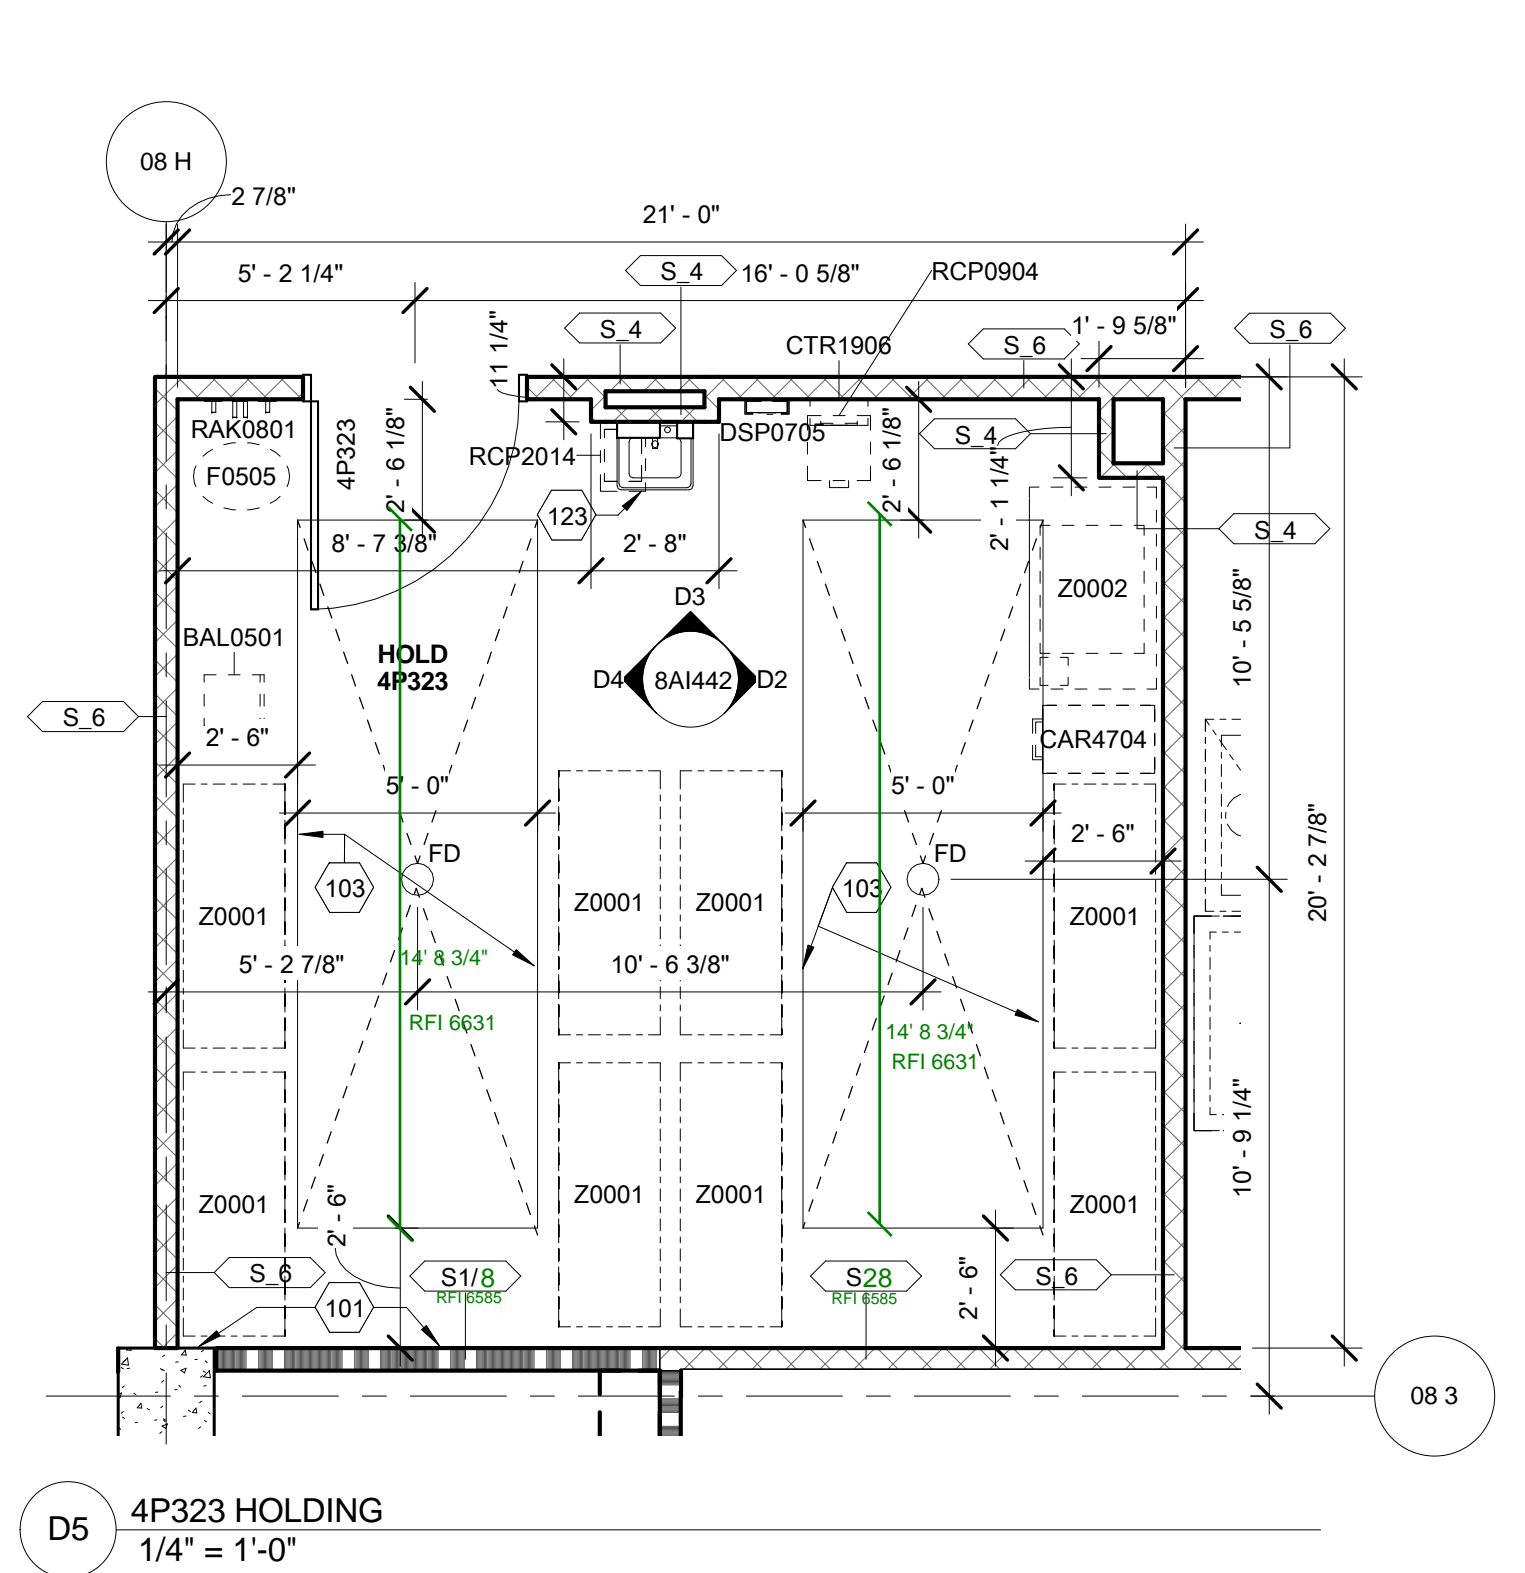 08 H
2 7/8"
21' - 0"
5' - 2 1/4"
S_4
16' - 0 5/8"
RCP0904
11 1/4"
S_4
CTR1906
S_6
1' - 9 5/8"
S_6
RAK0801
F0505
4P323
2' - 6 1/8"
RCP2014
DSP0705
2' - 6 1/8"
S_4
2' - 1 1/4"
123
S_4
8' - 7 3/8"
2' - 8"
Z0002
10' - 5 5/8"
D3
BAL0501
HOLD
4P323
D4
8AI442
D2
S_6
2' - 6"
CAR4704
5' - 0"
5' - 0"
2' - 6"
20' - 2 7/8"
FD
FD
103
103
Z0001
Z0001
Z0001
Z0001
5' - 2 7/8"
14' 8 3/4"
10' - 6 3/8"
RFI 6631
14' 8 3/4"
RFI 6631
10' - 9 1/4"
Z0001
Z0001
Z0001
Z0001
2' - 6"
S_6
S1/8
RFI 6585
S28
RFI 6585
2' - 6"
S_6
101
08 3
D5
4P323 HOLDING
1/4" = 1'-0"